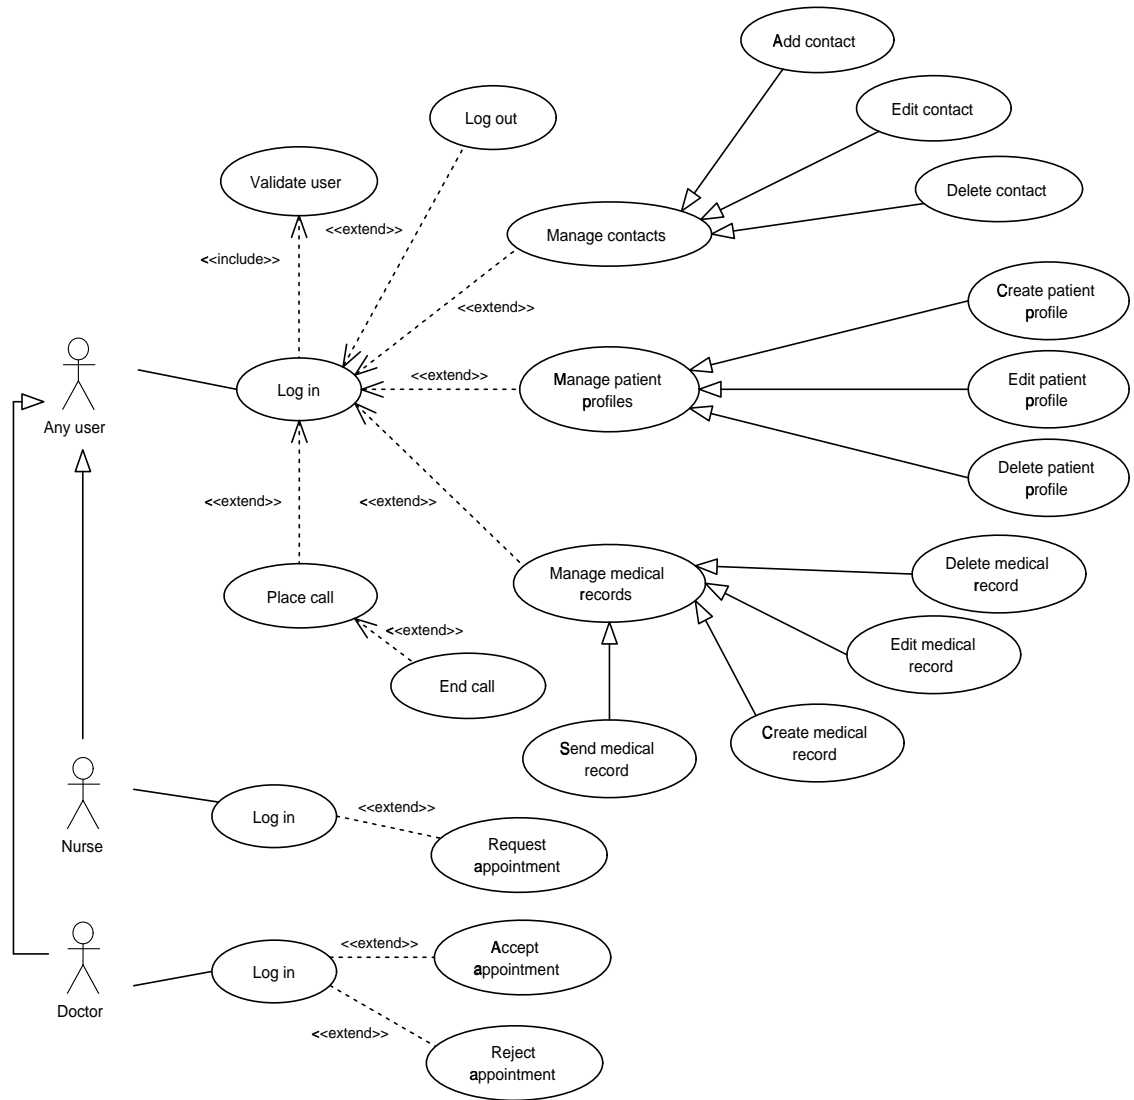 Add contact
Edit contact
Log out
Validate user
Delete contact
<<extend>>
Manage contacts
<<include>>
Create patient
profile
<<extend>>
Manage patient
profiles
<<extend>>
Log in
Edit patient
profile
Any user
Delete patient
profile
<<extend>>
<<extend>>
Manage medical
records
Delete medical
record
Place call
<<extend>>
Edit medical
record
End call
Send medical
record
Create medical
record
Nurse
Log in
<<extend>>
Request
appointment
Doctor
Log in
<<extend>>
Accept
appointment
<<extend>>
Reject
appointment